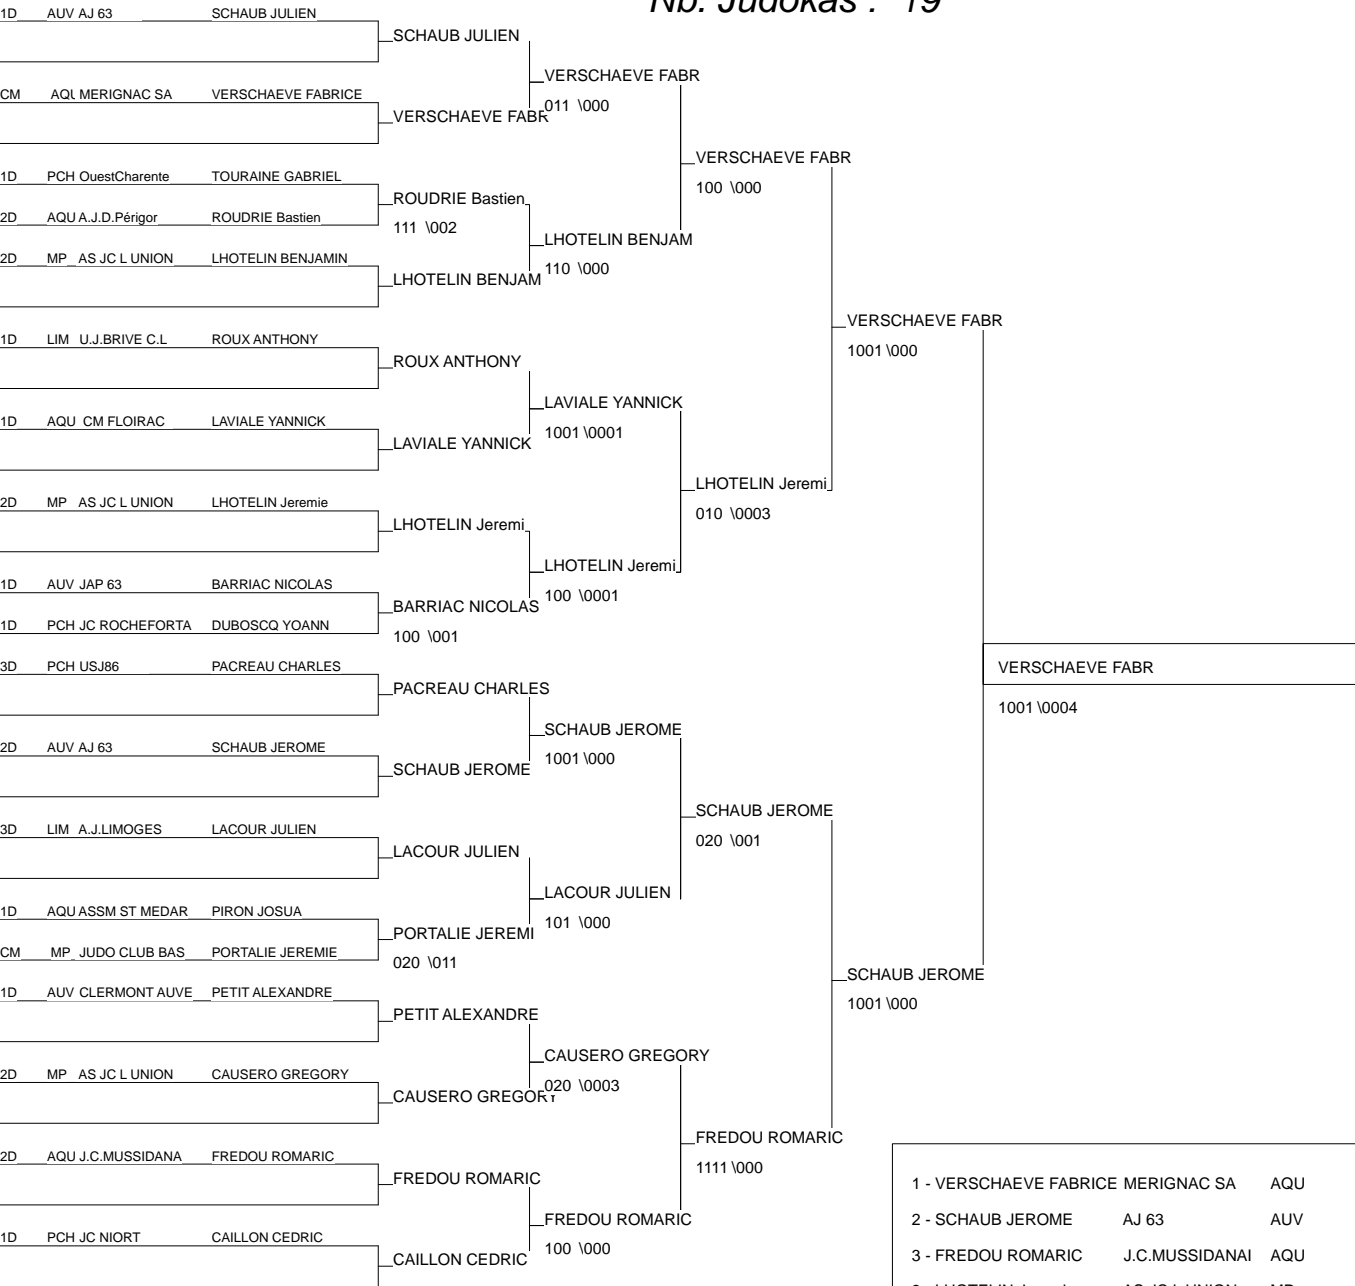 Nb. Judokas : 19
1D AUV AJ 63 SCHAUB JULIEN
SCHAUB JULIEN
VERSCHAEVE FABR
011 \000
CM AQU MERIGNAC SA VERSCHAEVE FABRICE
VERSCHAEVE FABR
VERSCHAEVE FABR
100 \000
1D PCH OuestCharente TOURAINE GABRIEL
ROUDRIE Bastien
111 \002
2D AQU A.J.D.Périgor ROUDRIE Bastien
LHOTELIN BENJAM
110 \000
2D MP AS JC L UNION LHOTELIN BENJAMIN
LHOTELIN BENJAM
VERSCHAEVE FABR
1001 \000
1D LIM U.J.BRIVE C.L ROUX ANTHONY
ROUX ANTHONY
LAVIALE YANNICK
1001 \0001
1D AQU CM FLOIRAC LAVIALE YANNICK
LAVIALE YANNICK
LHOTELIN Jeremi
010 \0003
2D MP AS JC L UNION LHOTELIN Jeremie
LHOTELIN Jeremi
LHOTELIN Jeremi
100 \0001
1D AUV JAP 63 BARRIAC NICOLAS
BARRIAC NICOLAS
100 \001
1D PCH JC ROCHEFORTA DUBOSCQ YOANN
VERSCHAEVE FABR
1001 \0004
3D PCH USJ86 PACREAU CHARLES
PACREAU CHARLES
SCHAUB JEROME
1001 \000
2D AUV AJ 63 SCHAUB JEROME
SCHAUB JEROME
SCHAUB JEROME
020 \001
3D LIM A.J.LIMOGES LACOUR JULIEN
LACOUR JULIEN
LACOUR JULIEN
101 \000
1D AQU ASSM ST MEDAR PIRON JOSUA
PORTALIE JEREMI
020 \011
CM MP JUDO CLUB BAS PORTALIE JEREMIE
SCHAUB JEROME
1001 \000
1D AUV CLERMONT AUVE PETIT ALEXANDRE
PETIT ALEXANDRE
CAUSERO GREGORY
020 \0003
2D MP AS JC L UNION CAUSERO GREGORY
CAUSERO GREGORY
FREDOU ROMARIC
1111 \000
2D AQU J.C.MUSSIDANA FREDOU ROMARIC
FREDOU ROMARIC
FREDOU ROMARIC
100 \000
1D PCH JC NIORT CAILLON CEDRIC
CAILLON CEDRIC
1 - VERSCHAEVE FABRICE MERIGNAC SA AQU
2 - SCHAUB JEROME AJ 63 AUV
3 - FREDOU ROMARIC J.C.MUSSIDANAI AQU